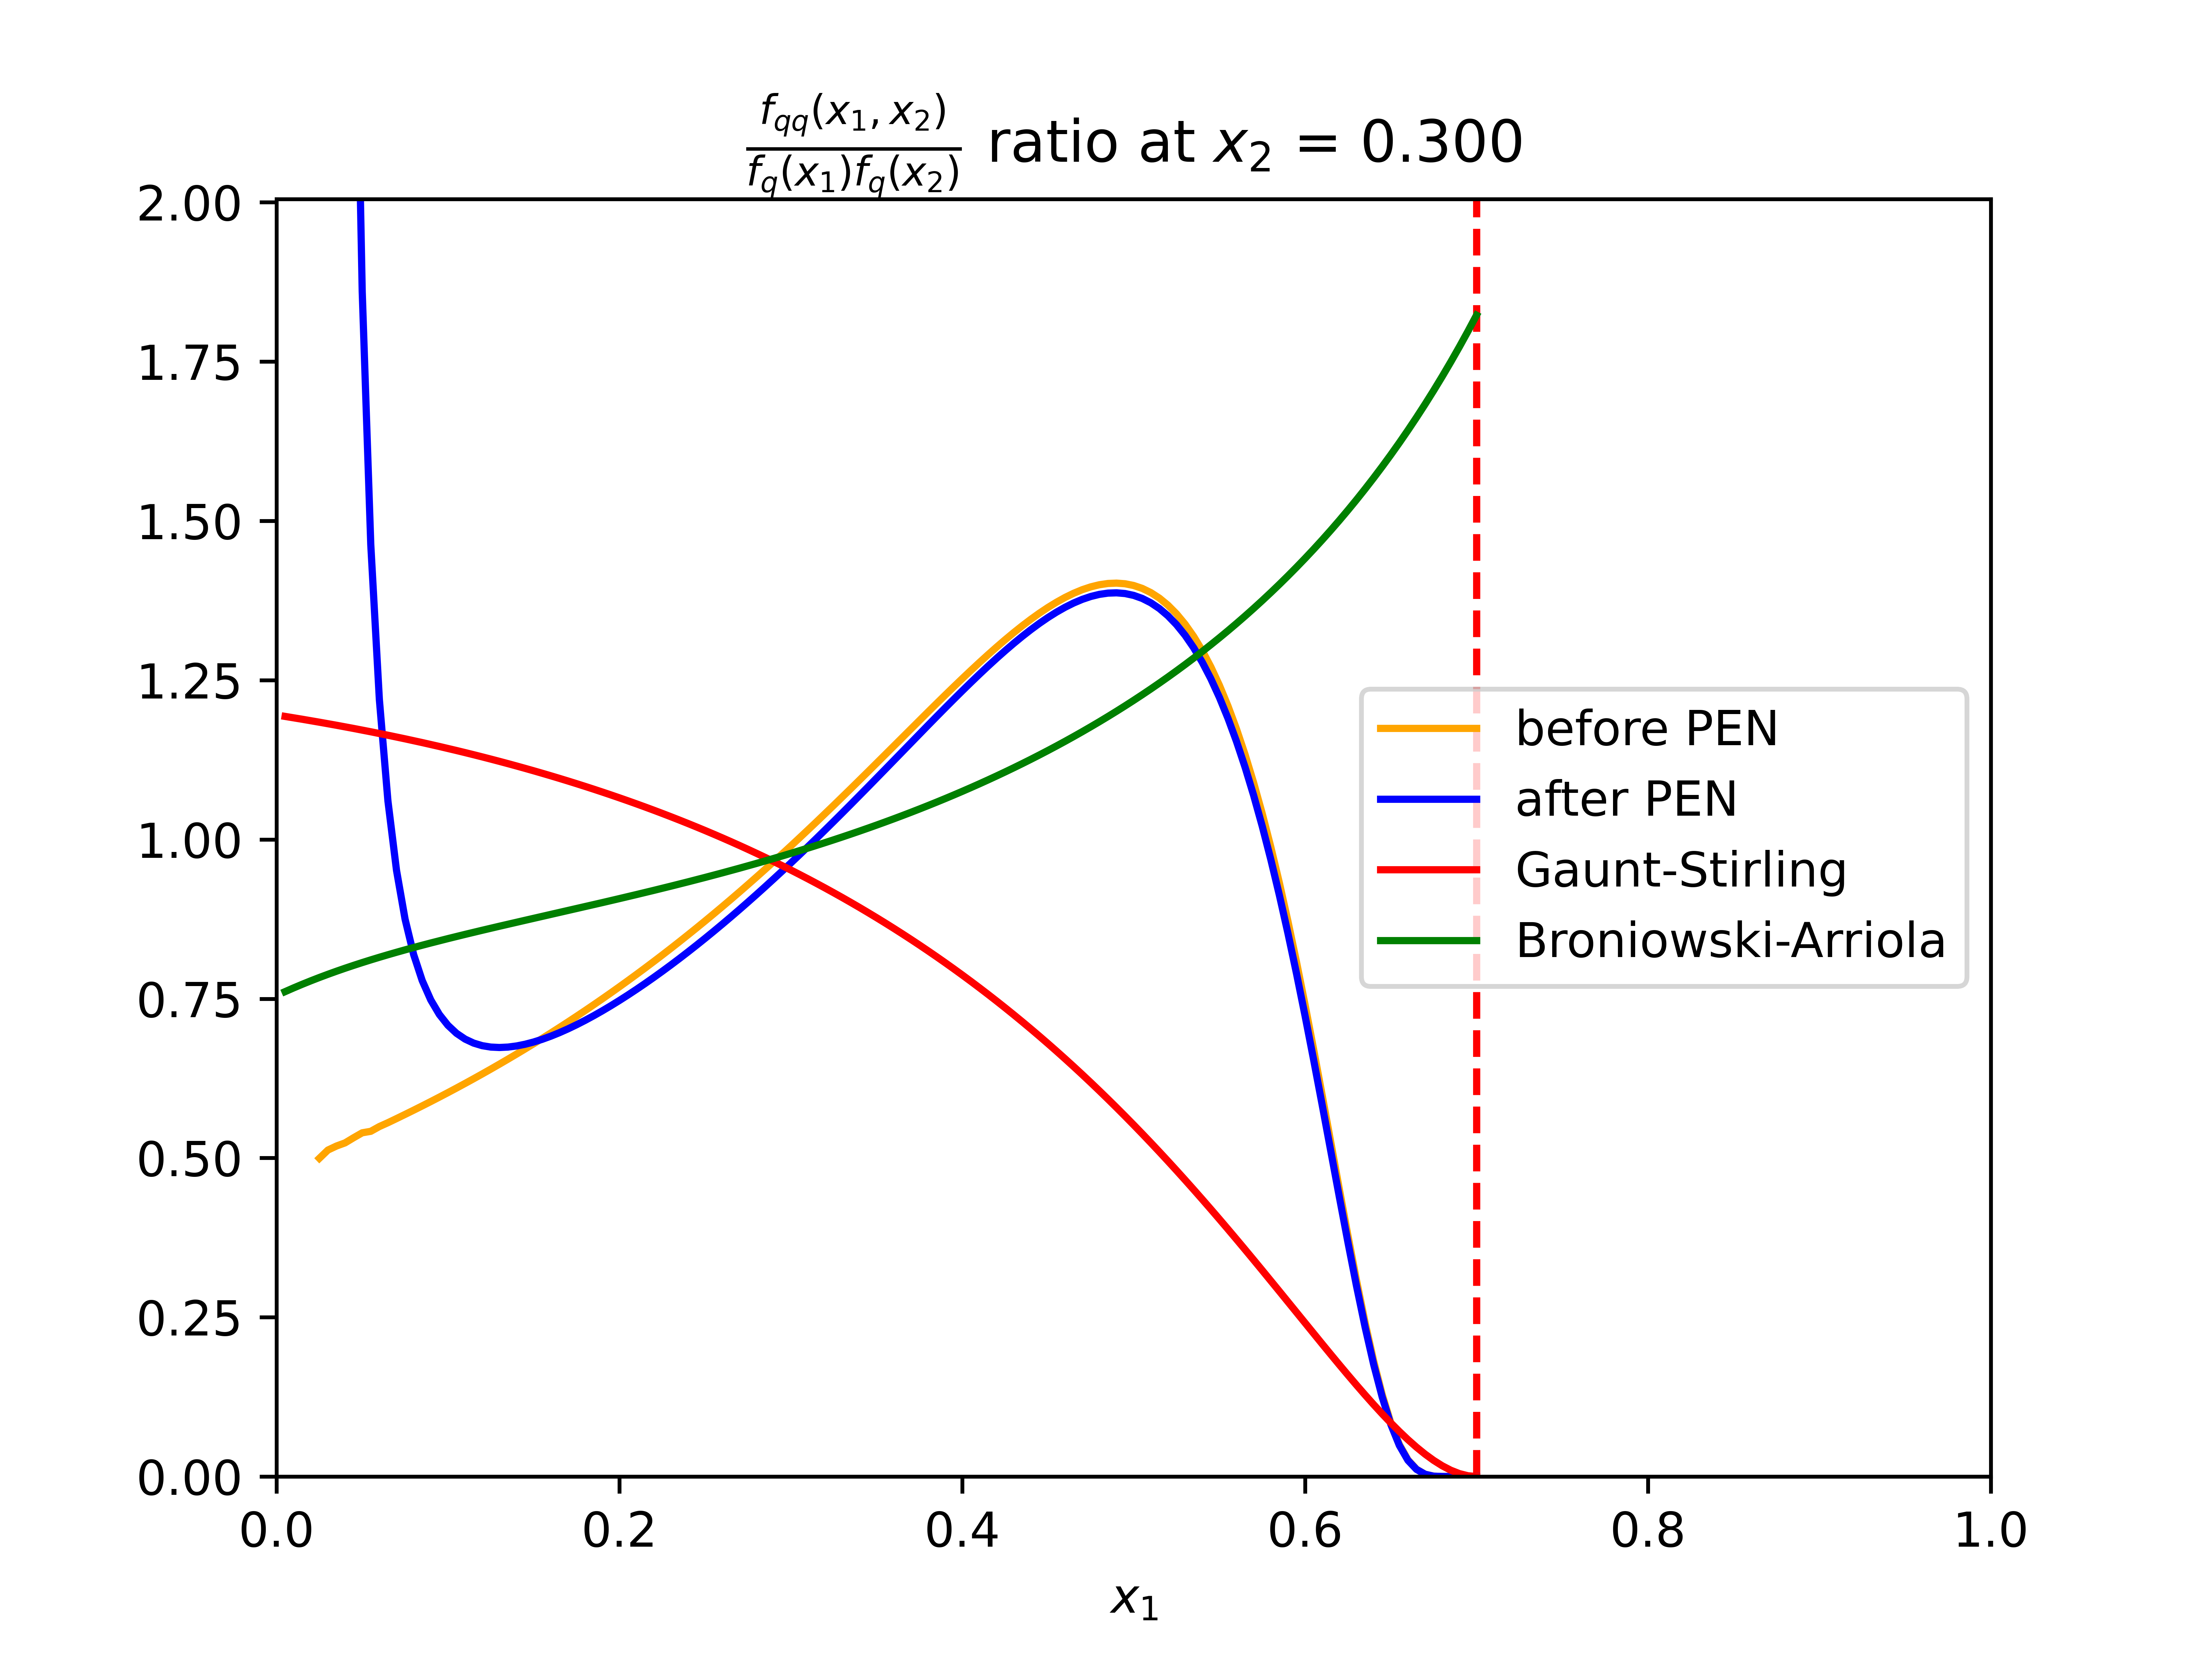 f_{qq}(x_1, x_2)
f_q(x_1)f_q(x_2) ratio at x_2 = 0.300
2.00
1.75
1.50
1.25
1.00
0.75
0.50
0.25
0.00
before PEN
after PEN
Gaunt-Stirling
Broniowski-Arriola
0.0 0.2 0.4 0.6 0.8 1.0
x_1